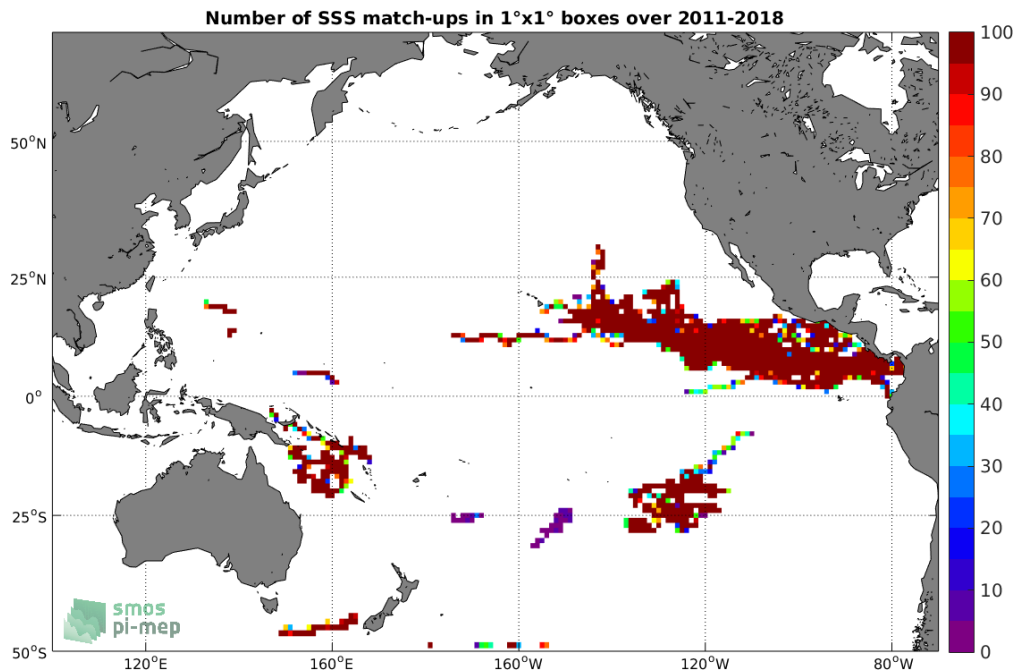 Number of SSS match-ups in 1°x1° boxes over 2011-2018
100
90
80
70
60
50
40
30
20
10
0
50°N
25°N
0°
25°S
50°S
120°E
160°E
160°W
120°W
80°W
smos
pi-mep